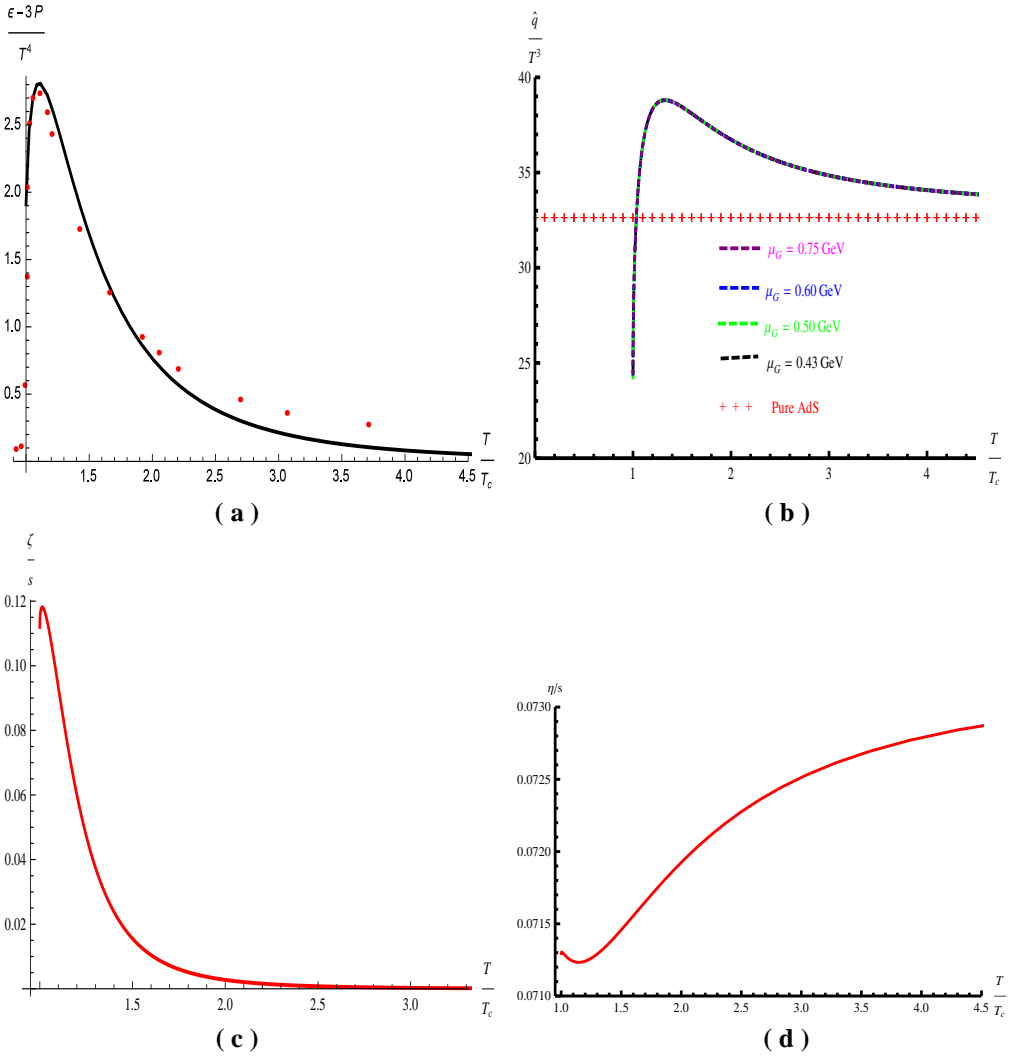 ϵ−3P
T⁴
2.5
2.0
1.5
1.0
0.5
1.5 2.0 2.5 3.0 3.5 4.0 4.5
T
T_c
( a )
q̂
T³
40
35
30
25
20
μ_G = 0.75 GeV
μ_G = 0.60 GeV
μ_G = 0.50 GeV
μ_G = 0.43 GeV
+ + + Pure AdS
1 2 3 4
T
T_c
( b )
ζ
s
0.12
0.10
0.08
0.06
0.04
0.02
0.00
1.5 2.0 2.5 3.0
T
T_c
( c )
η/s
0.0730
0.0725
0.0720
0.0715
0.0710
1.0 1.5 2.0 2.5 3.0 3.5 4.0 4.5
T
T_c
( d )